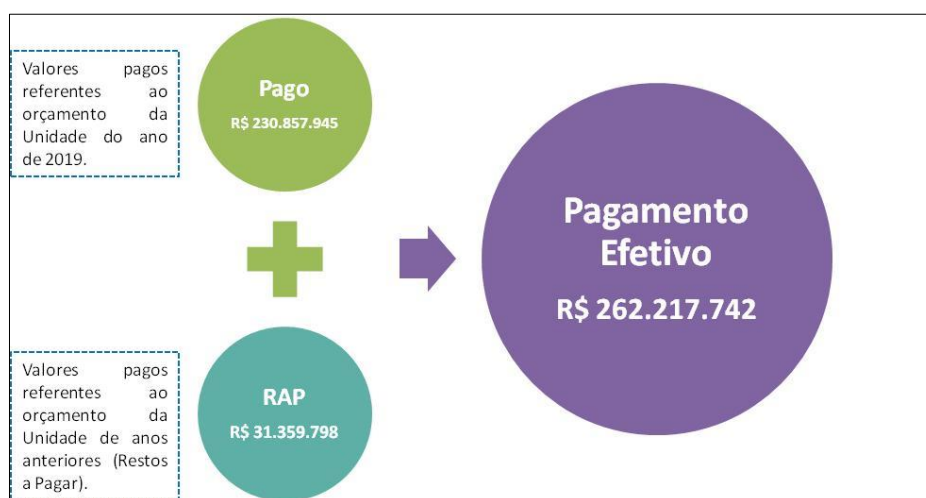 Valores pagos
referentes ao
orçamento da
Unidade do ano
de 2019.
Pago
R$ 230.857.945
Pagamento
Efetivo
R$ 262.217.742
Valores pagos
referentes ao
orçamento da
Unidade de anos
anteriores (Restos
a Pagar).
RAP
R$ 31.359.798